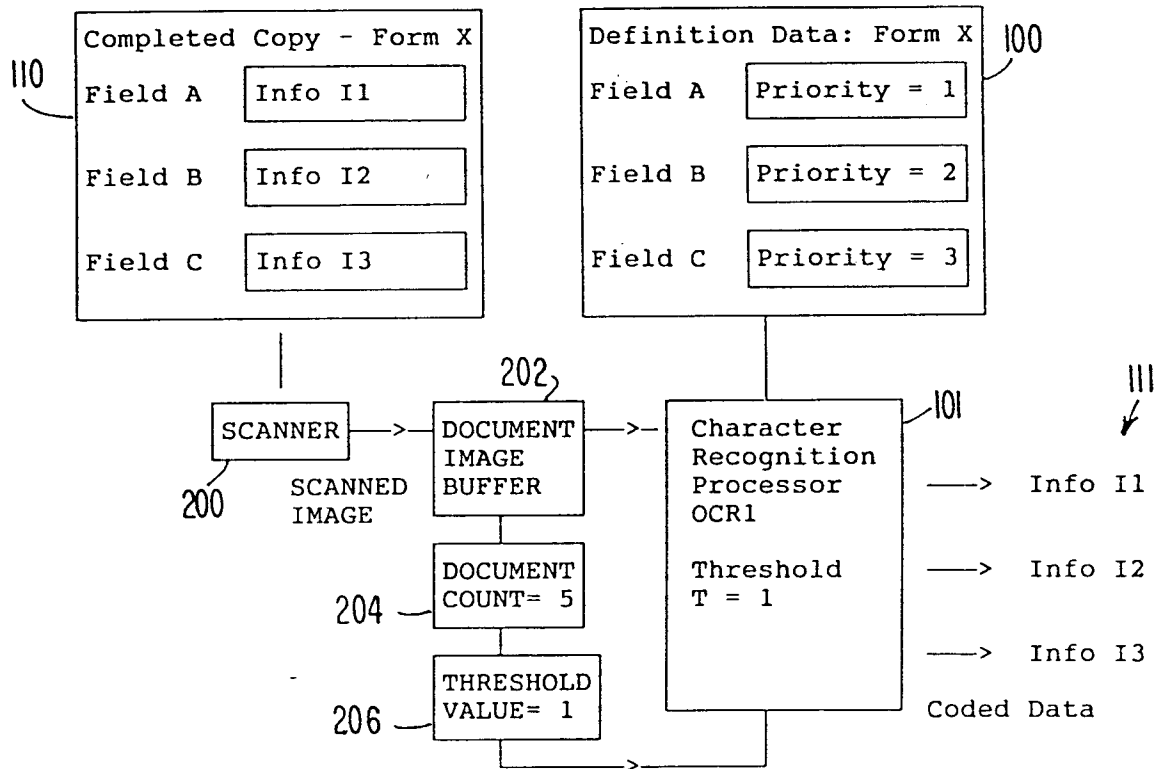 Completed Copy - Form X
110
Field A Info I1
Field B Info I2
Field C Info I3
Definition Data: Form X
100
Field A Priority = 1
Field B Priority = 2
Field C Priority = 3
SCANNER
200
SCANNED
IMAGE
202
DOCUMENT
IMAGE
BUFFER
204
DOCUMENT
COUNT= 5
206
THRESHOLD
VALUE= 1
101
Character
Recognition
Processor
OCR1
Threshold
T = 1
111
Info I1
Info I2
Info I3
Coded Data